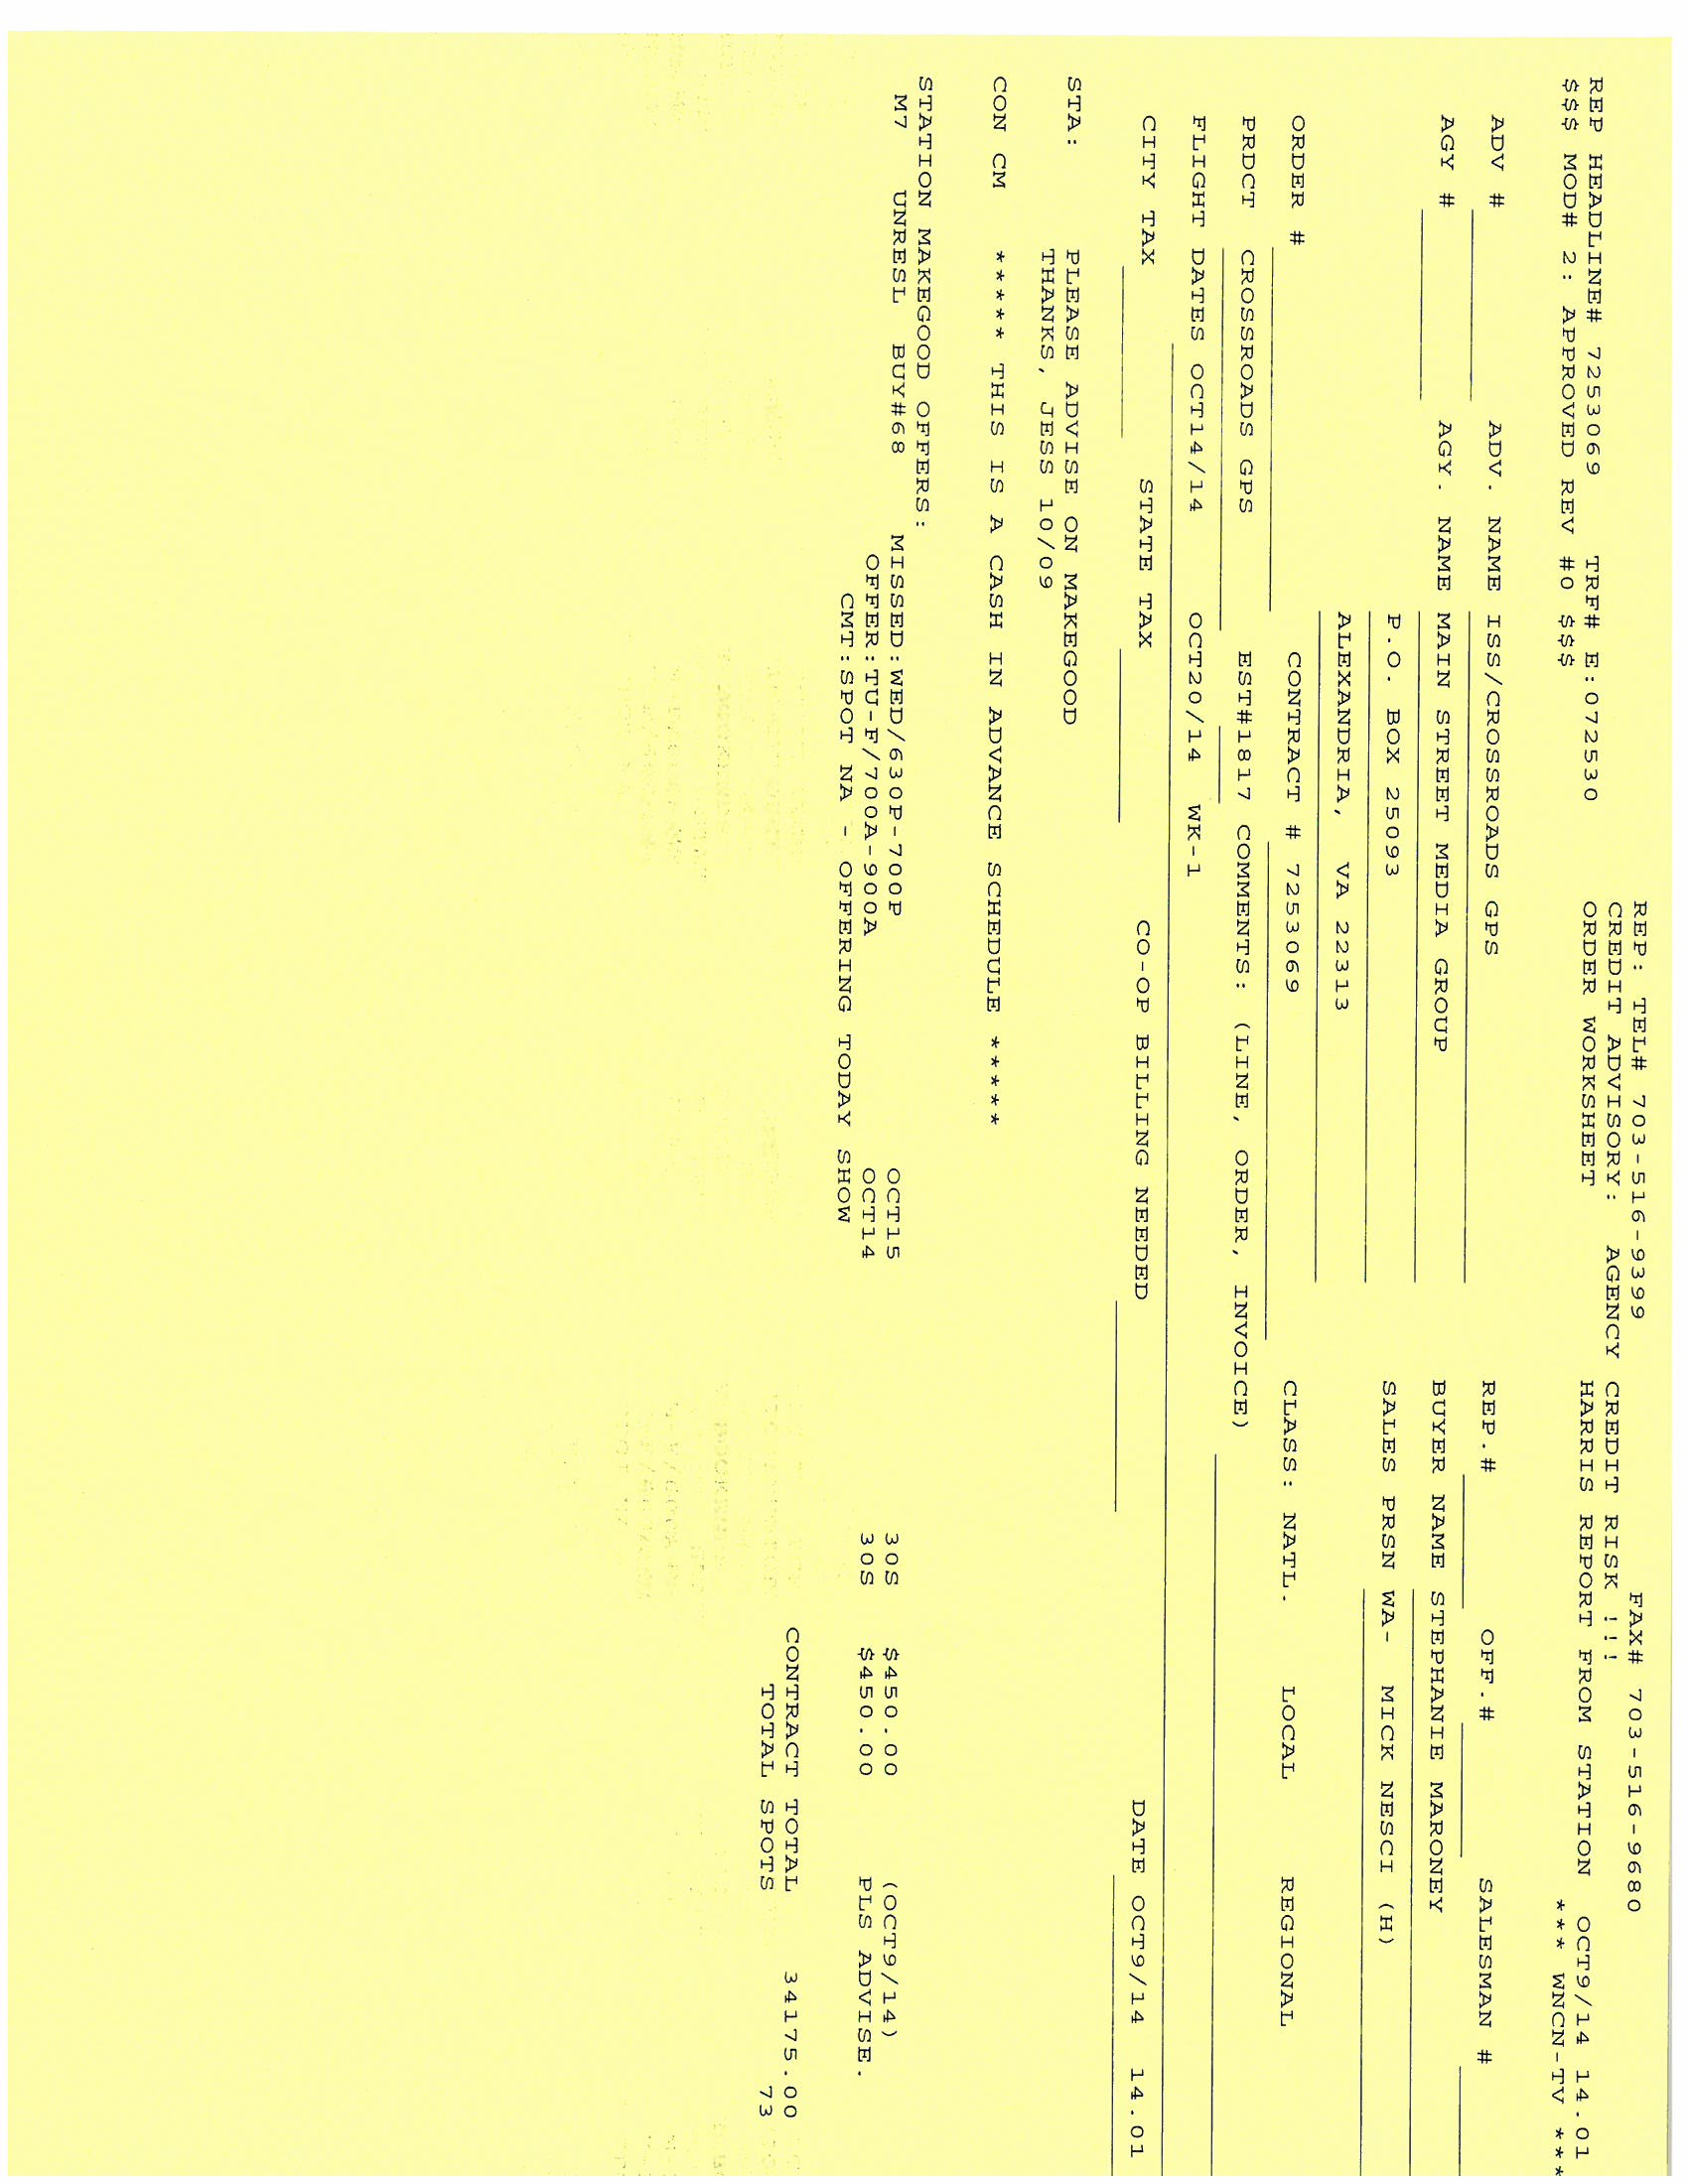 REP: TEL# 703-516-9399 FAX# 703-516-9680
CREDIT ADVISORY: AGENCY CREDIT RISK !!!
REP HEADLINE# 7253069 TRF# E:072530 ORDER WORKSHEET HARRIS REPORT FROM STATION OCT9/14 14.01
$$$ MOD# 2: APPROVED REV #0 $$$ *** WNCN-TV ***
ADV # ADV. NAME ISS/CROSSROADS GPS REP.# OFF.# SALESMAN #
AGY # AGY. NAME MAIN STREET MEDIA GROUP BUYER NAME STEPHANIE MARONEY
P.O. BOX 25093 SALES PRSN WA- MICK NESCI (H)
ALEXANDRIA, VA 22313
ORDER # CONTRACT # 7253069 CLASS: NATL. LOCAL REGIONAL
PRDCT CROSSROADS GPS EST#1817 COMMENTS: (LINE, ORDER, INVOICE)
FLIGHT DATES OCT14/14 OCT20/14 WK-1
CITY TAX STATE TAX CO-OP BILLING NEEDED DATE OCT9/14 14.01
STA: PLEASE ADVISE ON MAKEGOOD
THANKS, JESS 10/09
CON CM ***** THIS IS A CASH IN ADVANCE SCHEDULE *****
STATION MAKEGOOD OFFERS:
M7 UNRESL BUY#68 MISSED:WED/630P-700P OCT15 30S $450.00 (OCT9/14)
OFFER:TU-F/700A-900A OCT14 30S $450.00 PLS ADVISE.
CMT:SPOT NA - OFFERING TODAY SHOW
CONTRACT TOTAL 34175.00
TOTAL SPOTS 73